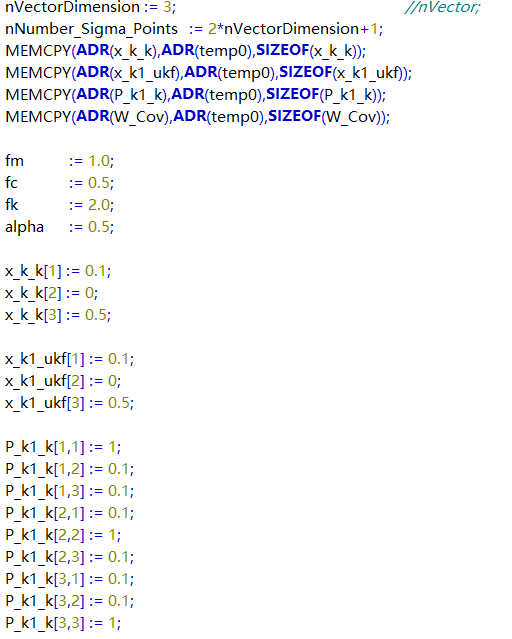 nVectorDimension := 3; //nVector;
nNumber_Sigma_Points := 2*nVectorDimension+1;
MEMCPY(ADR(x_k_k),ADR(temp0),SIZEOF(x_k_k));
MEMCPY(ADR(x_k1_ukf),ADR(temp0),SIZEOF(x_k1_ukf));
MEMCPY(ADR(P_k1_k),ADR(temp0),SIZEOF(P_k1_k));
MEMCPY(ADR(W_Cov),ADR(temp0),SIZEOF(W_Cov));
fm := 1.0;
fc := 0.5;
fk := 2.0;
alpha := 0.5;
x_k_k[1] := 0.1;
x_k_k[2] := 0;
x_k_k[3] := 0.5;
x_k1_ukf[1] := 0.1;
x_k1_ukf[2] := 0;
x_k1_ukf[3] := 0.5;
P_k1_k[1,1] := 1;
P_k1_k[1,2] := 0.1;
P_k1_k[1,3] := 0.1;
P_k1_k[2,1] := 0.1;
P_k1_k[2,2] := 1;
P_k1_k[2,3] := 0.1;
P_k1_k[3,1] := 0.1;
P_k1_k[3,2] := 0.1;
P_k1_k[3,3] := 1;